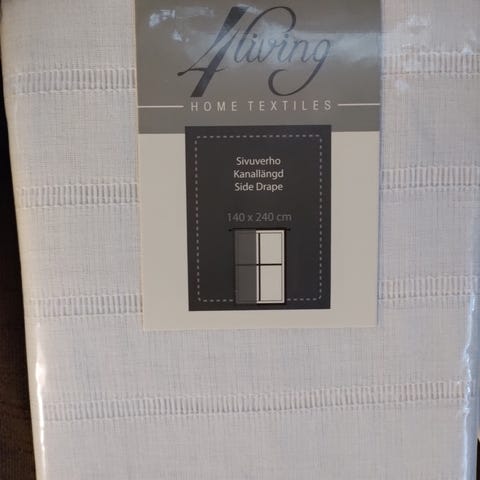 4living
HOME TEXTILES
Sivuverho
Kanallängd
Side Drape
140 x 240 cm